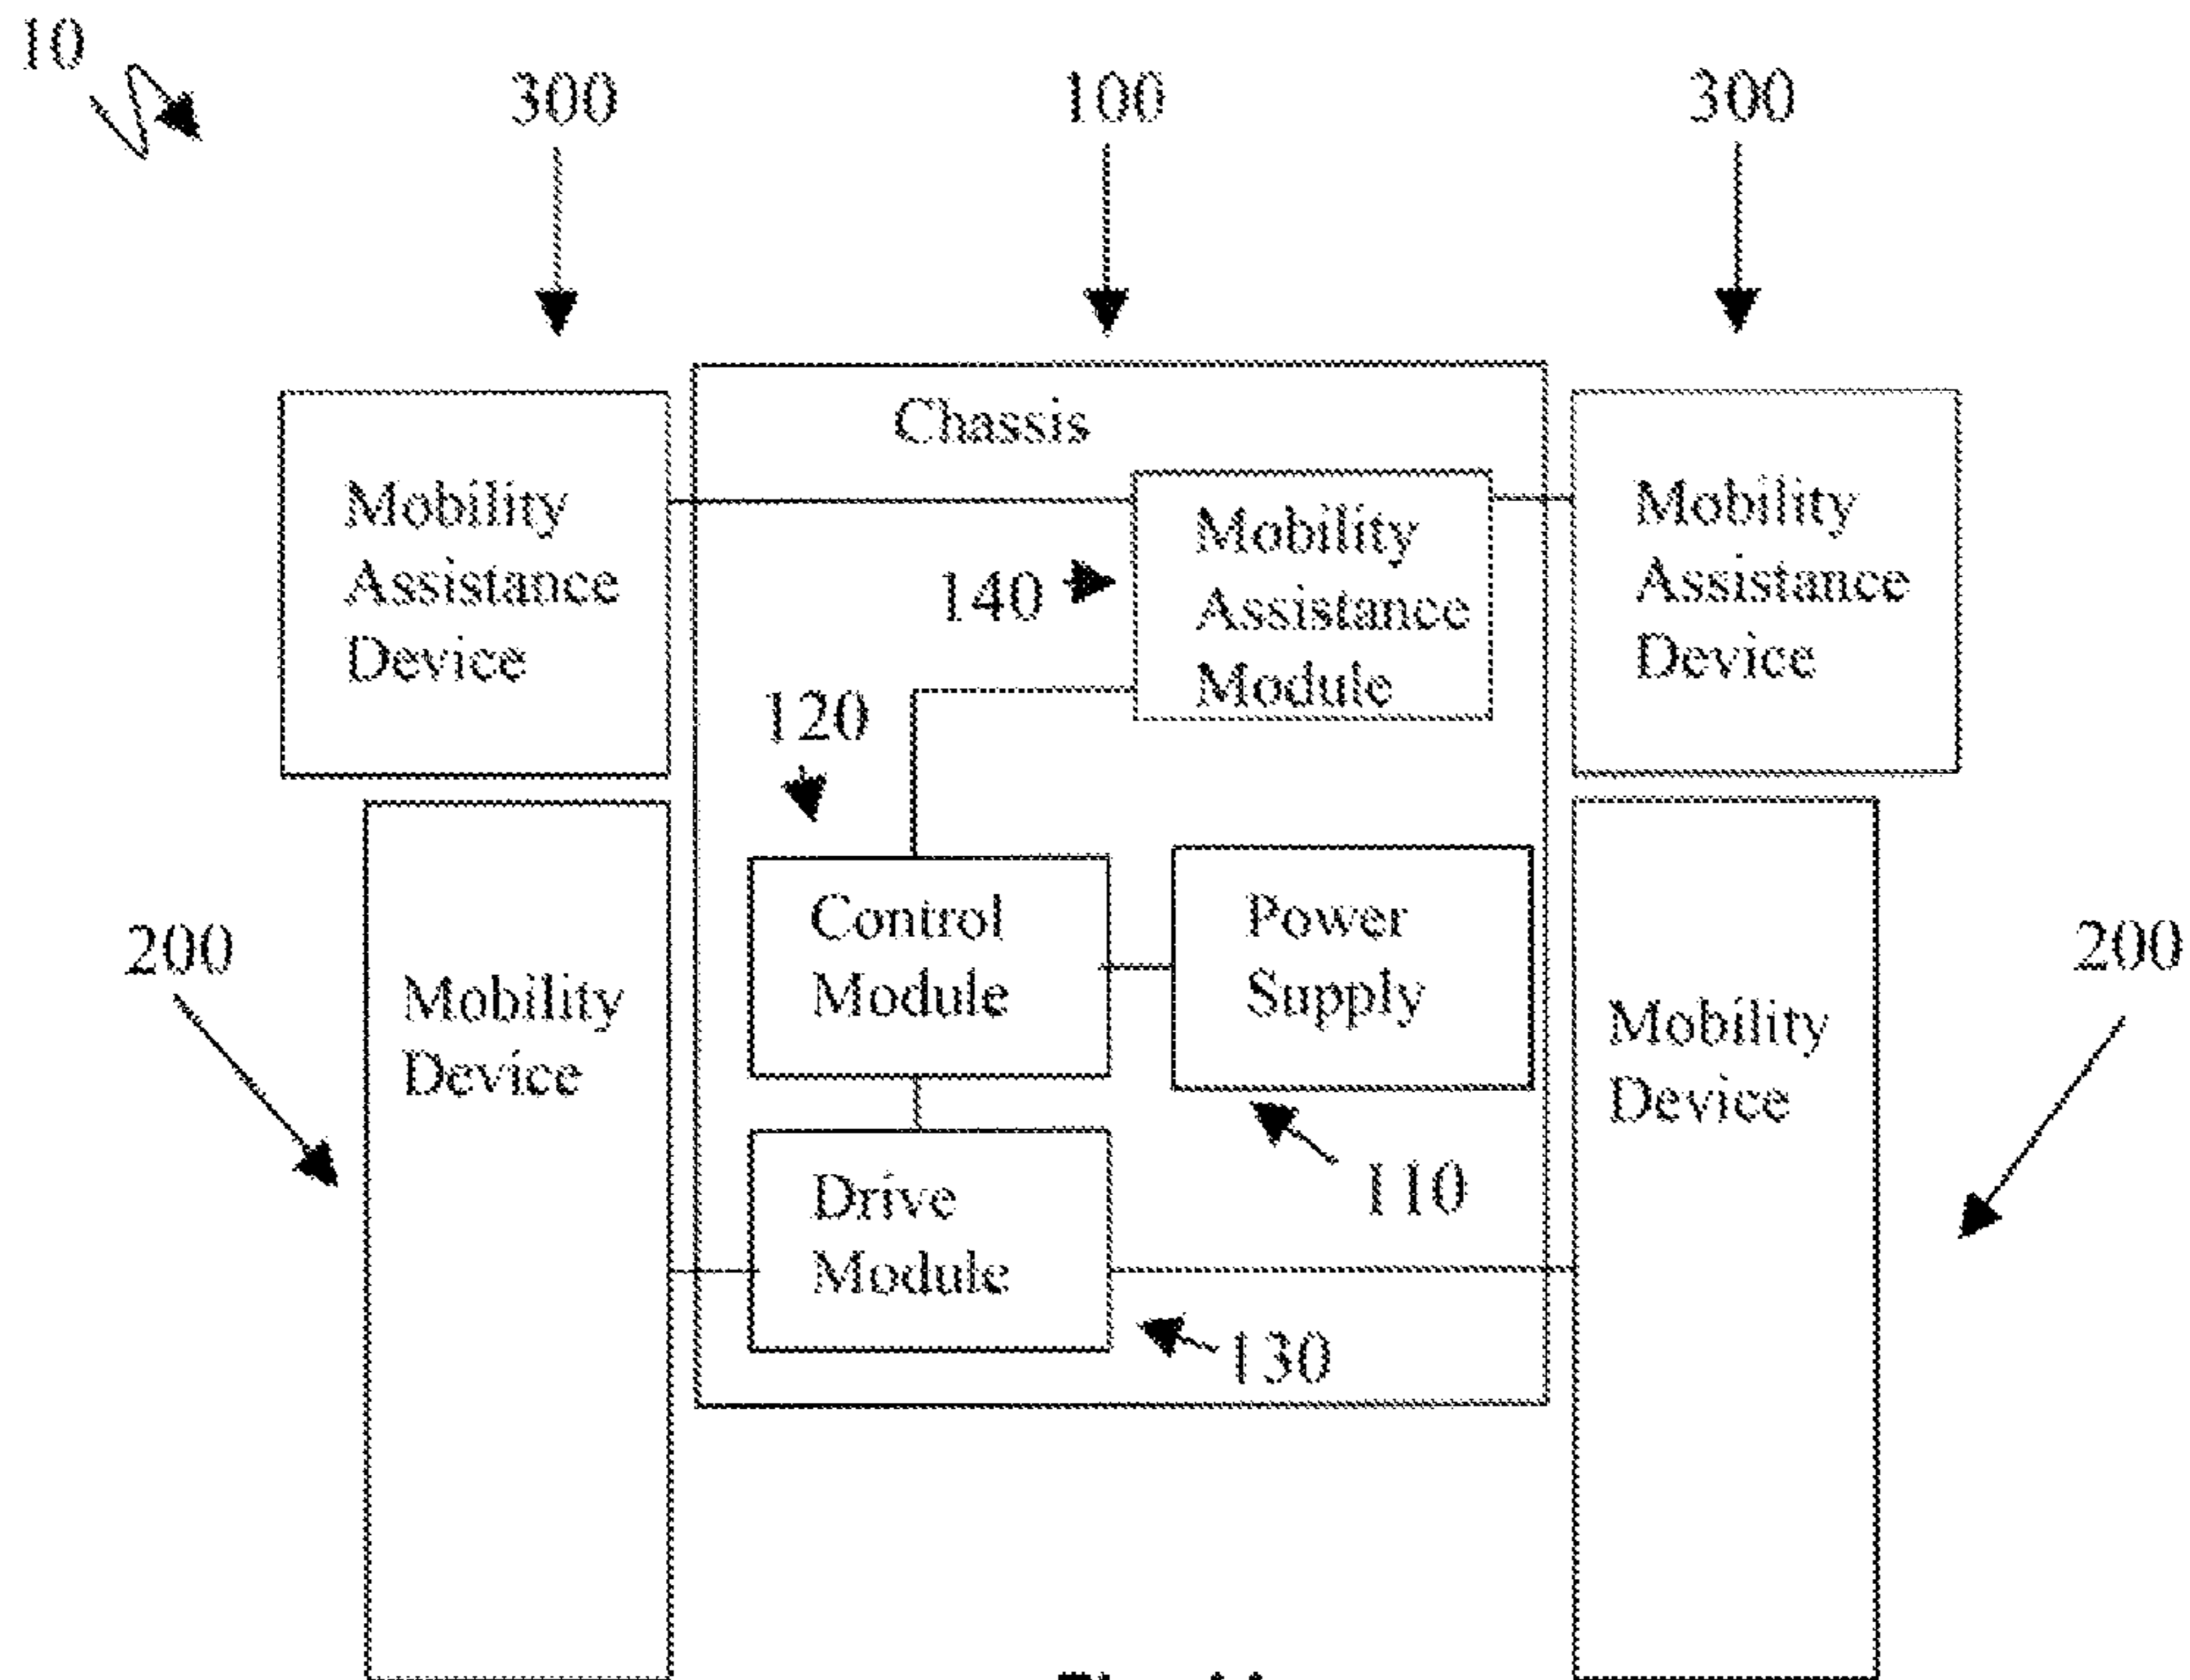 10
300
100
300
Chassis
Mobility
Assistance
Device
140
Mobility
Assistance
Module
Mobility
Assistance
Device
120
Control
Module
Power
Supply
200
Mobility
Device
200
Mobility
Device
110
Drive
Module
130